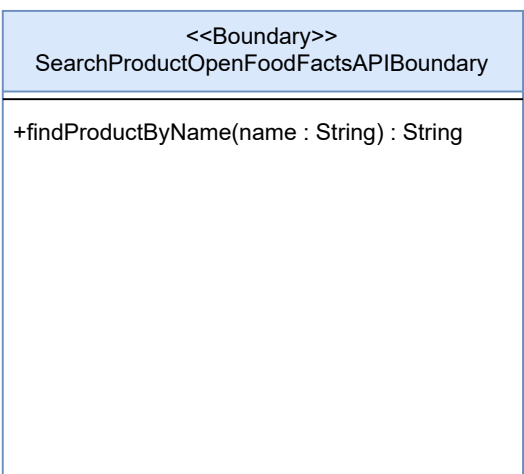 <<Boundary>>
SearchProductOpenFoodFactsAPIBoundary
+findProductByName(name : String) : String